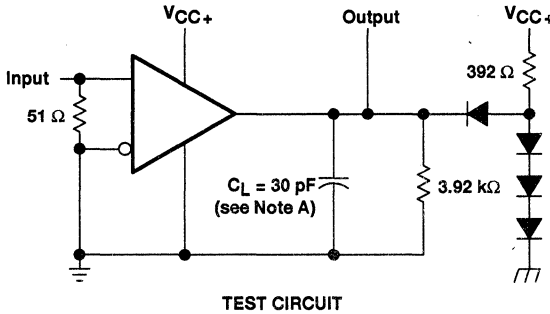 VCC+
Output
VCC+
Input
392 Ω
51 Ω
CL = 30 pF
(see Note A)
3.92 kΩ
TEST CIRCUIT